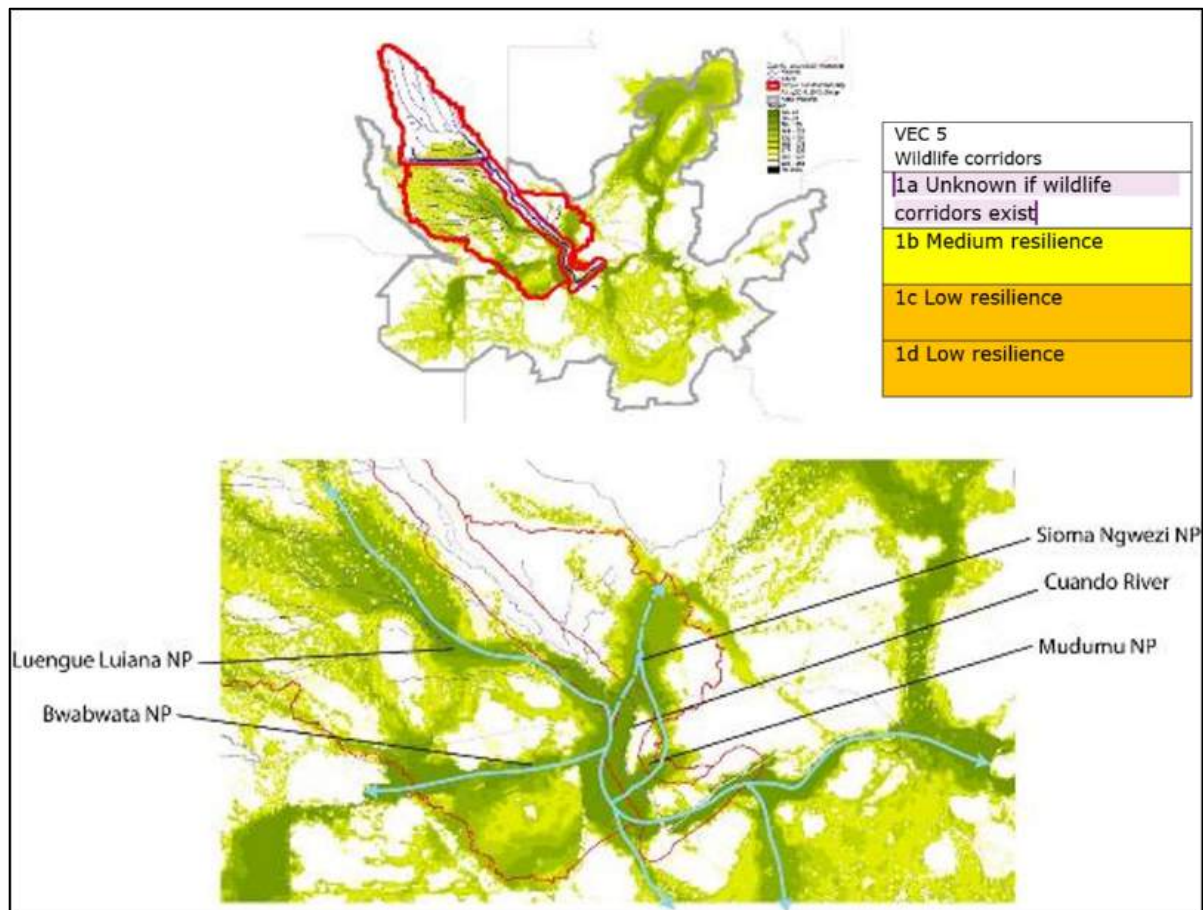 VEC 5
Wildlife corridors
1a Unknown if wildlife
corridors exist
1b Medium resilience
1c Low resilience
1d Low resilience
Sioma Ngwezi NP
Cuando River
Mudumu NP
Luengue Luiana NP
Bwabwata NP